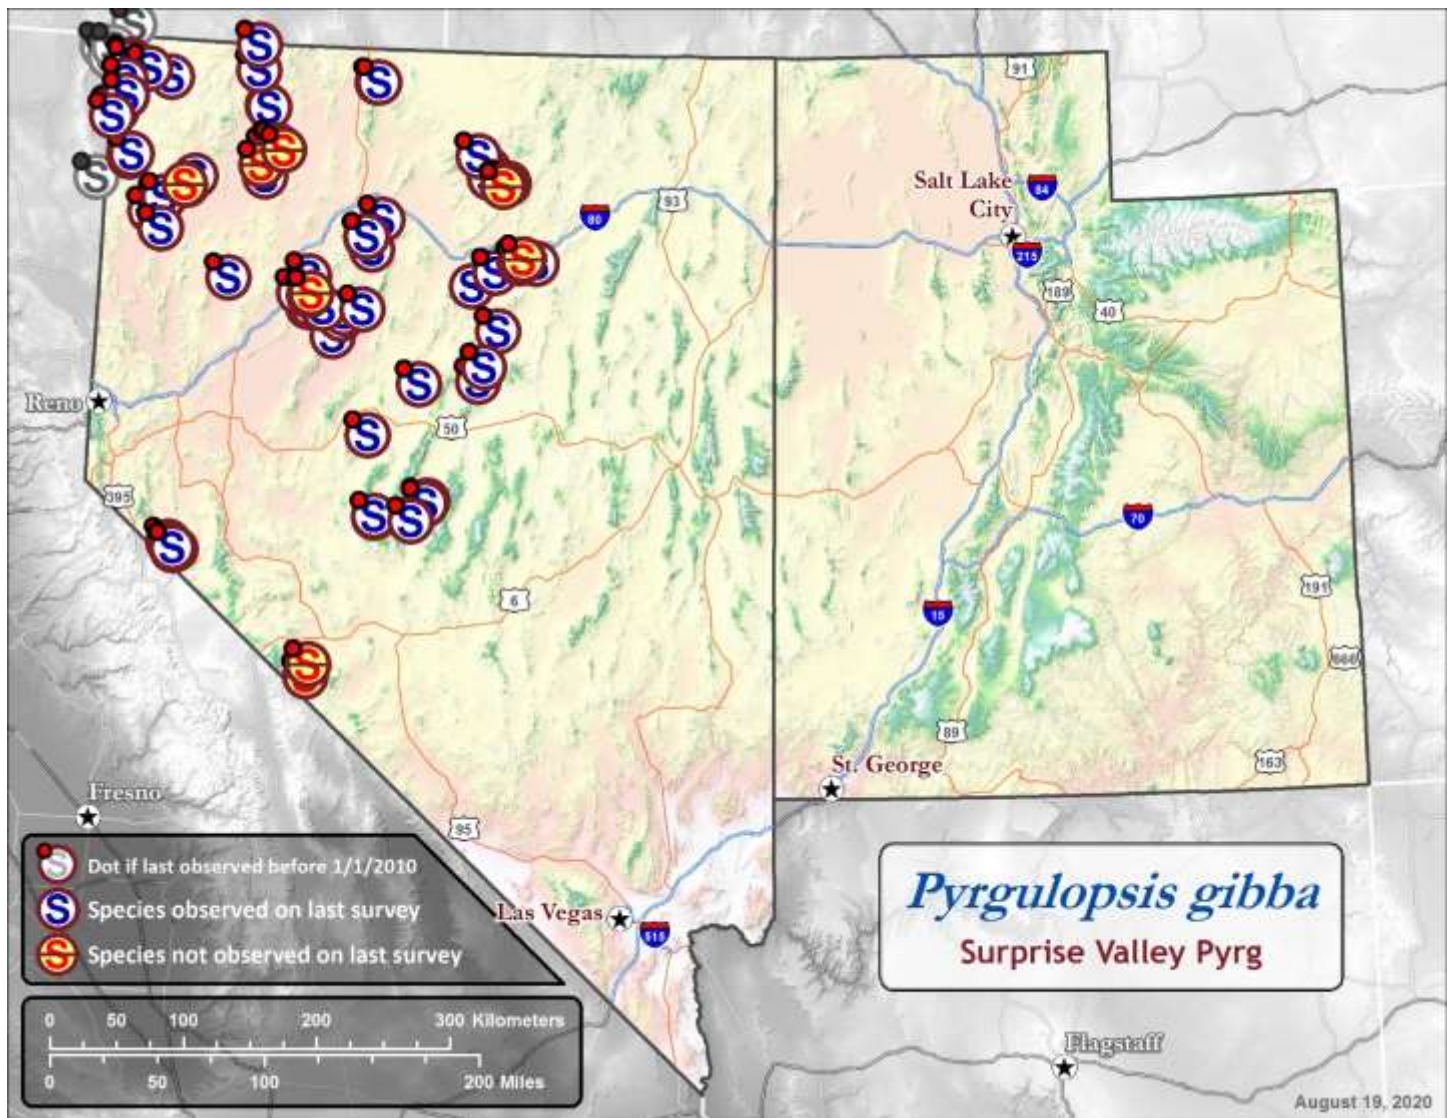 91
Salt Lake
City
84
80
93
215
189
40
Reno
50
395
70
6
191
15
666
89
163
St. George
Fresno
95
Dot if last observed before 1/1/2010
Species observed on last survey
Species not observed on last survey
Las Vegas
515
Pyrgulopsis gibba
Surprise Valley Pyrg
0 50 100 200 300 Kilometers
0 50 100 200 Miles
Flagstaff
August 19, 2020